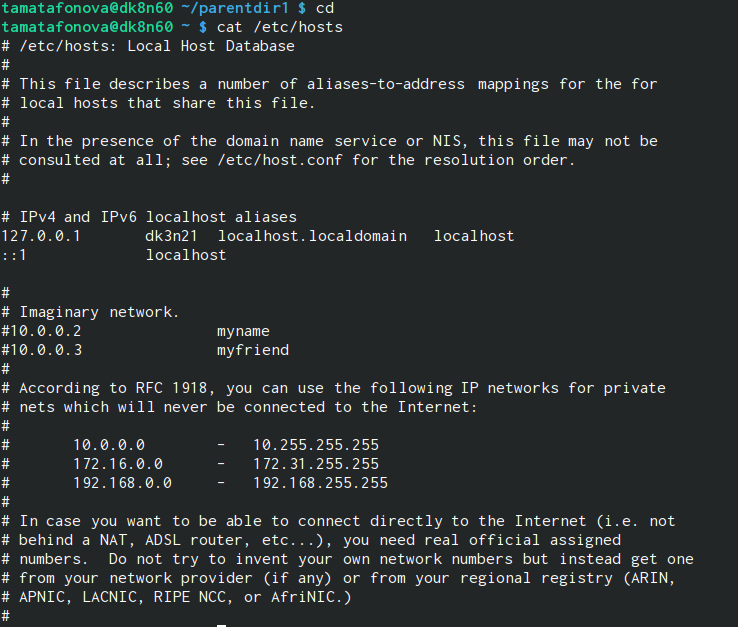 tamatafonova@dk8n60 ~/parentdir1 $ cd
tamatafonova@dk8n60 ~ $ cat /etc/hosts
# /etc/hosts: Local Host Database
#
# This file describes a number of aliases-to-address mappings for the for
# local hosts that share this file.
#
# In the presence of the domain name service or NIS, this file may not be
# consulted at all; see /etc/host.conf for the resolution order.
#

# IPv4 and IPv6 localhost aliases
127.0.0.1       dk3n21  localhost.localdomain   localhost
::1             localhost

#
# Imaginary network.
#10.0.0.2               myname
#10.0.0.3               myfriend
#
# According to RFC 1918, you can use the following IP networks for private
# nets which will never be connected to the Internet:
#
#       10.0.0.0        -   10.255.255.255
#       172.16.0.0      -   172.31.255.255
#       192.168.0.0     -   192.168.255.255
#
# In case you want to be able to connect directly to the Internet (i.e. not
# behind a NAT, ADSL router, etc...), you need real official assigned
# numbers.  Do not try to invent your own network numbers but instead get one
# from your network provider (if any) or from your regional registry (ARIN,
# APNIC, LACNIC, RIPE NCC, or AfriNIC.)
#